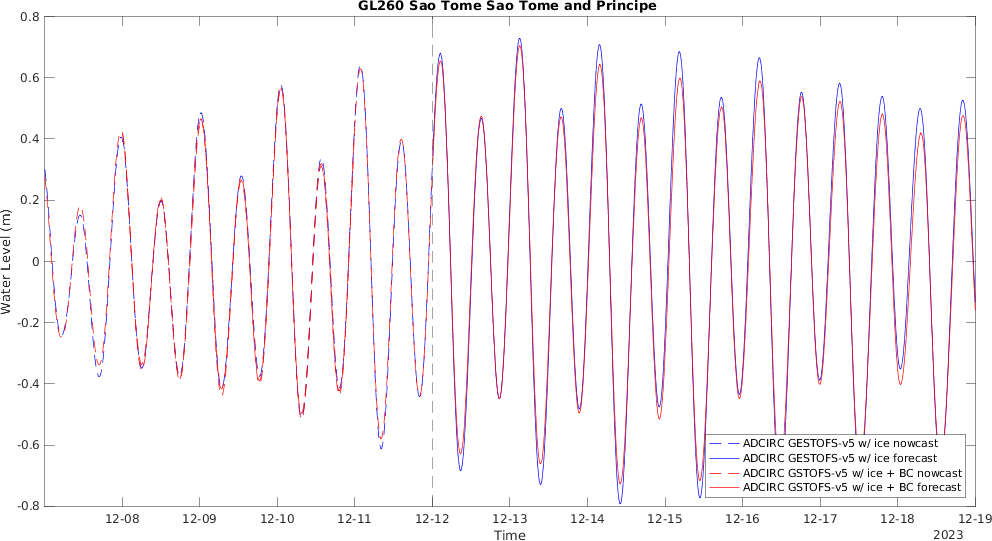 GL260 Sao Tome Sao Tome and Principe
0.8
0.6
0.4
0.2
0
-0.2
-0.4
-0.6
-0.8
Water Level (m)
ADCIRC GESTOFS-v5 w/ ice nowcast
ADCIRC GESTOFS-v5 w/ ice forecast
ADCIRC GSTOFS-v5 w/ ice + BC nowcast
ADCIRC GSTOFS-v5 w/ ice + BC forecast
12-08 12-09 12-10 12-11 12-12 12-13 12-14 12-15 12-16 12-17 12-18 12-19
Time
2023